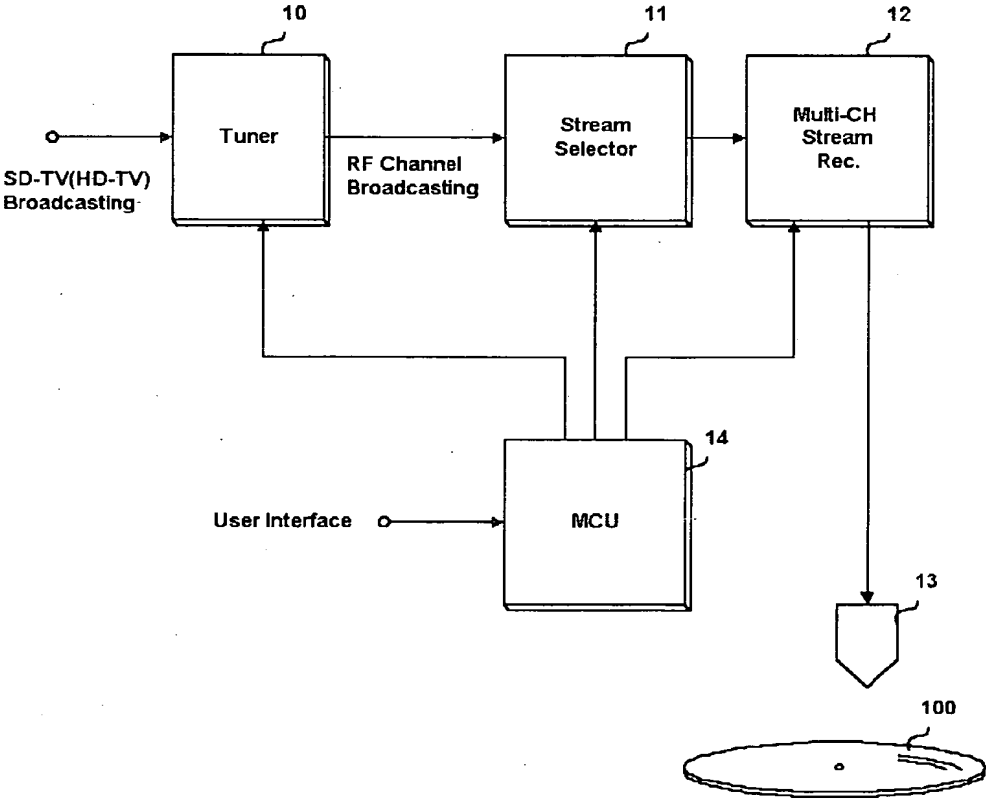 10
11
12
Tuner
Stream
Selector
Multi-CH
Stream
Rec.
SD-TV(HD-TV)
Broadcasting
RF Channel
Broadcasting
14
User Interface
MCU
13
100